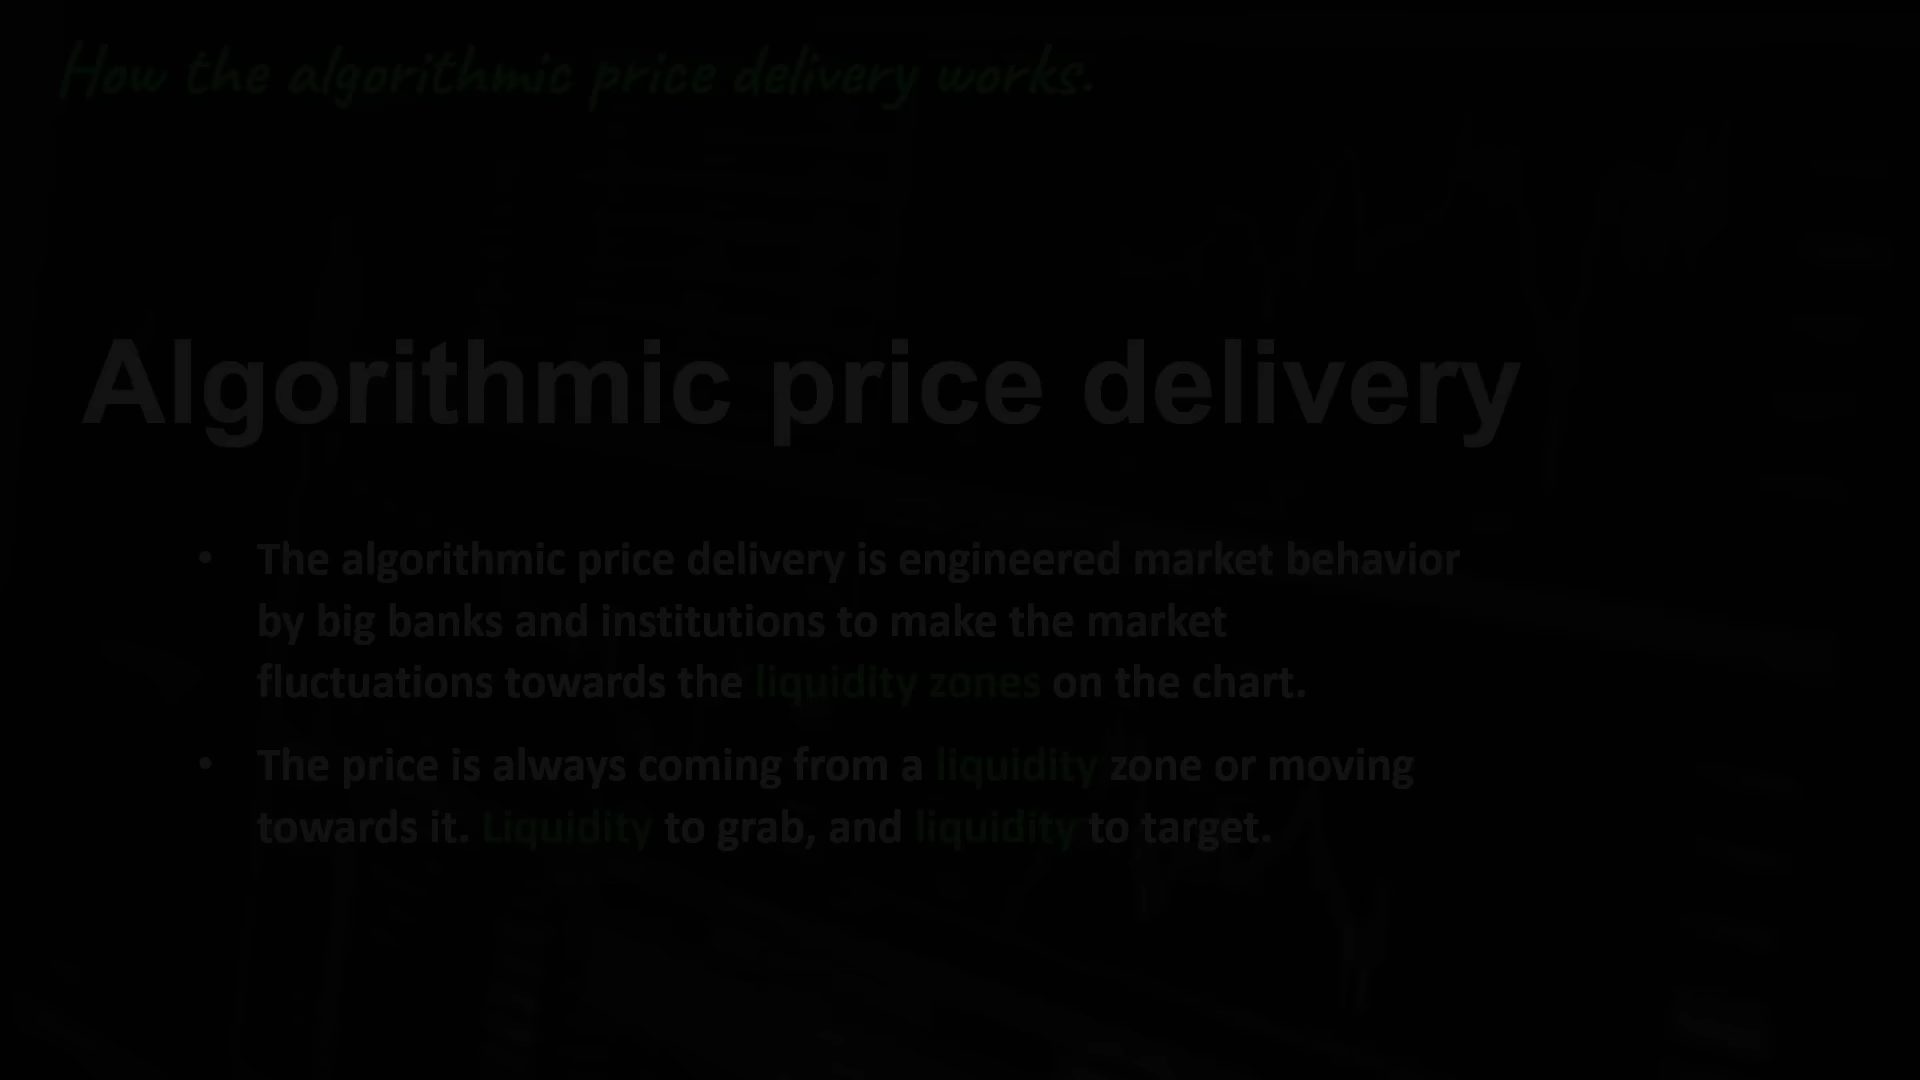 How the algorithmic price delivery works.
Algorithmic price delivery
• The algorithmic price delivery is engineered market behavior
by big banks and institutions to make the market
fluctuations towards the liquidity zones on the chart.
• The price is always coming from a liquidity zone or moving
towards it. Liquidity to grab, and liquidity to target.